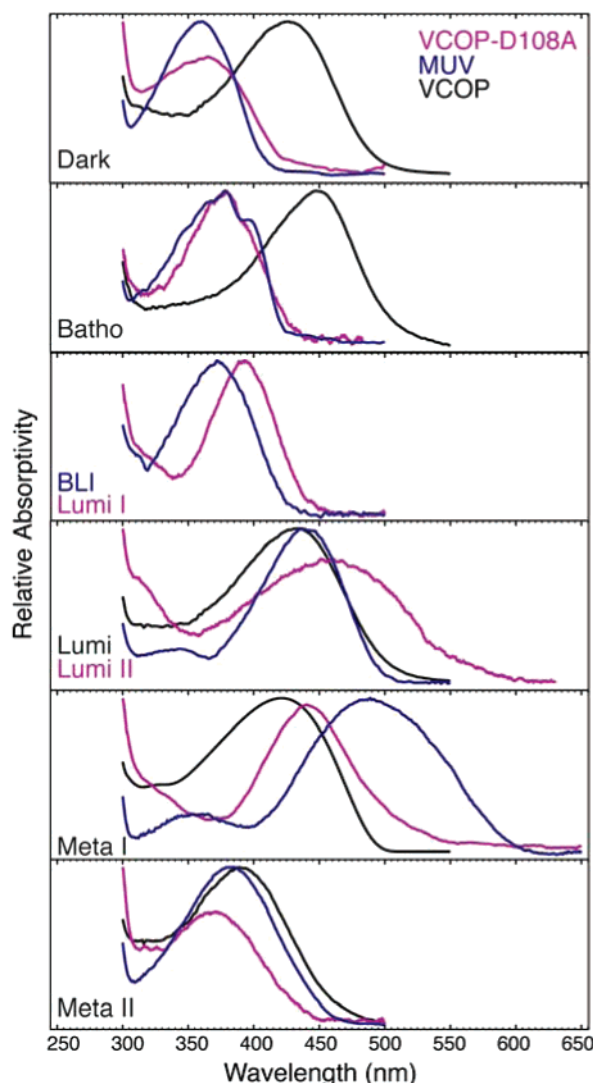 VCOP-D108A
MUV
VCOP
Dark
Batho
BLI
Lumi I
Relative Absorptivity
Lumi
Lumi II
Meta I
Meta II
250 300 350 400 450 500 550 600 650
Wavelength (nm)